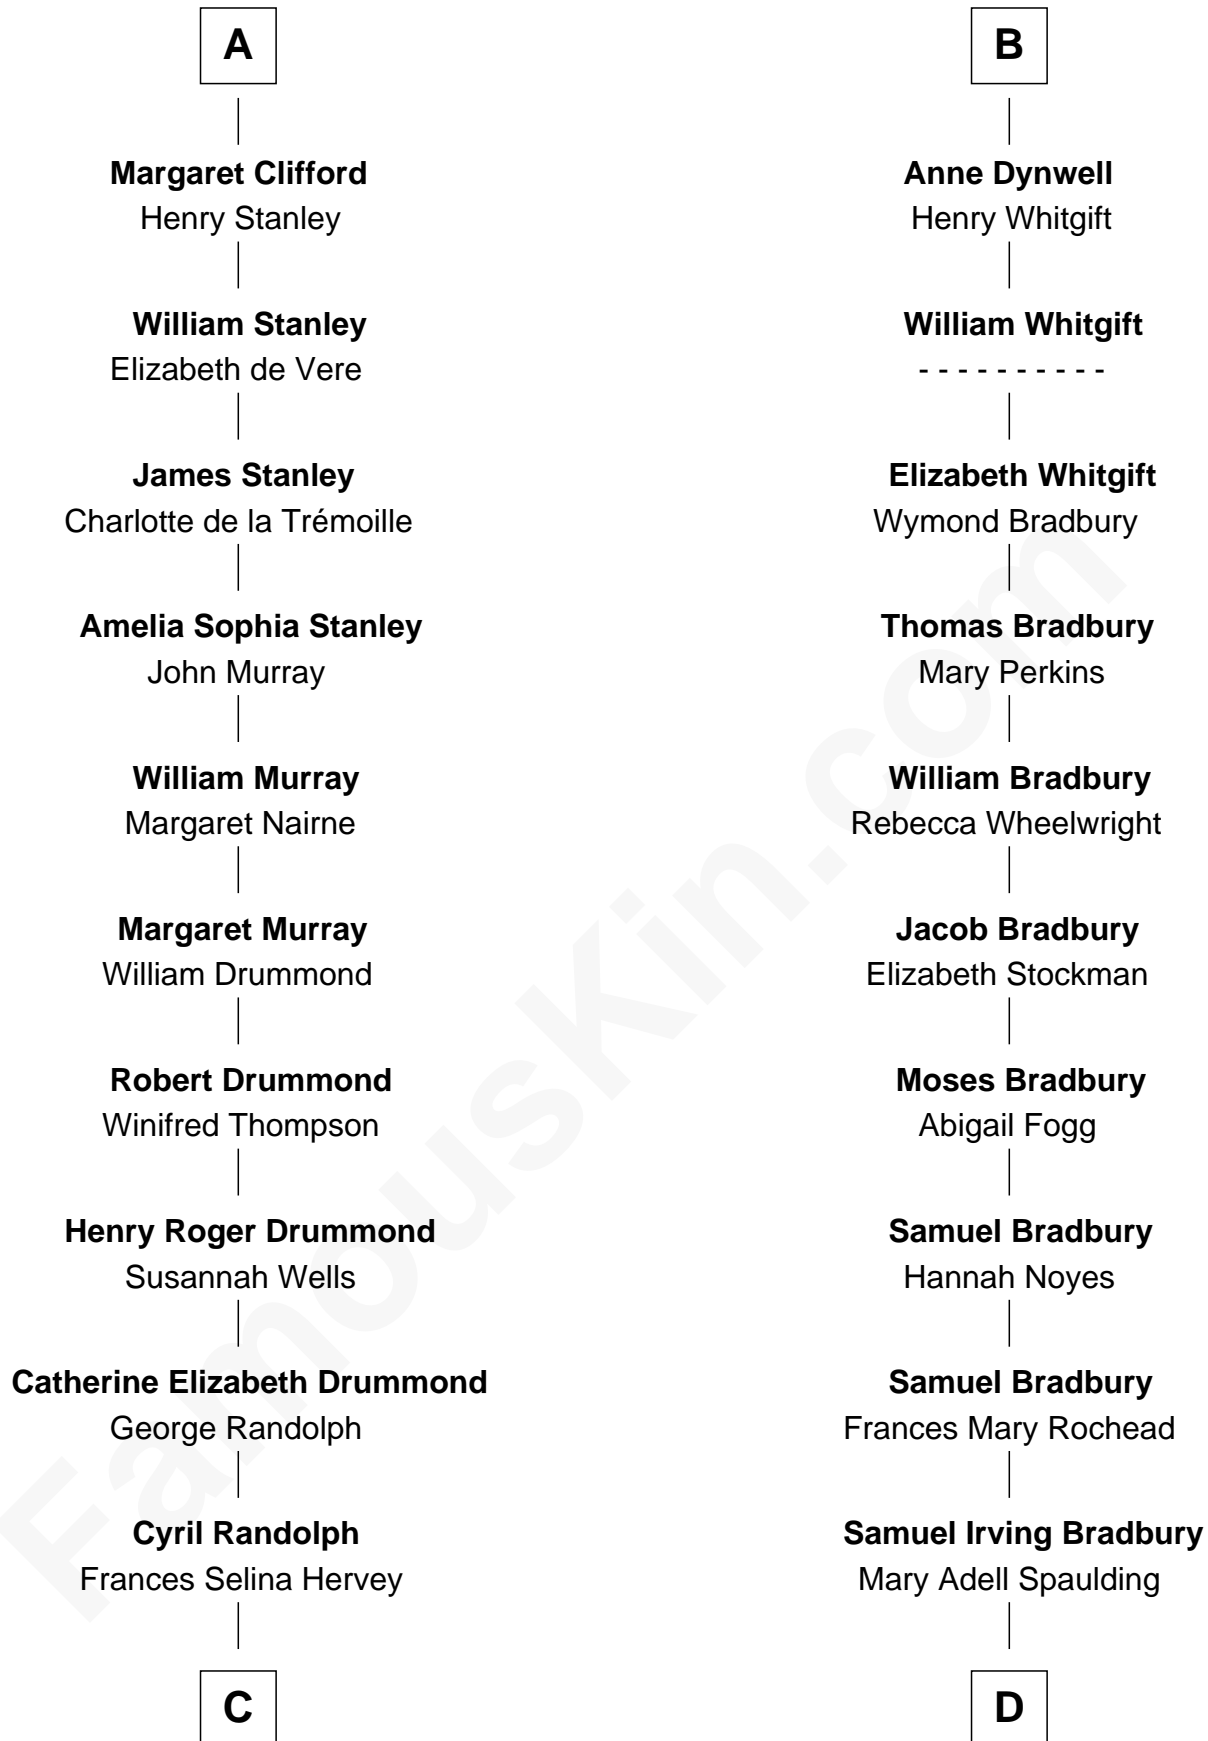 A
Margaret Clifford
Henry Stanley
William Stanley
Elizabeth de Vere
James Stanley
Charlotte de la Trémoille
Amelia Sophia Stanley
John Murray
William Murray
Margaret Nairne
Margaret Murray
William Drummond
Robert Drummond
Winifred Thompson
Henry Roger Drummond
Susannah Wells
Catherine Elizabeth Drummond
George Randolph
Cyril Randolph
Frances Selina Hervey
C
B
Anne Dynwell
Henry Whitgift
William Whitgift
- - - - - - - - - -
Elizabeth Whitgift
Wymond Bradbury
Thomas Bradbury
Mary Perkins
William Bradbury
Rebecca Wheelwright
Jacob Bradbury
Elizabeth Stockman
Moses Bradbury
Abigail Fogg
Samuel Bradbury
Hannah Noyes
Samuel Bradbury
Frances Mary Rochead
Samuel Irving Bradbury
Mary Adell Spaulding
D
FamousKin.com